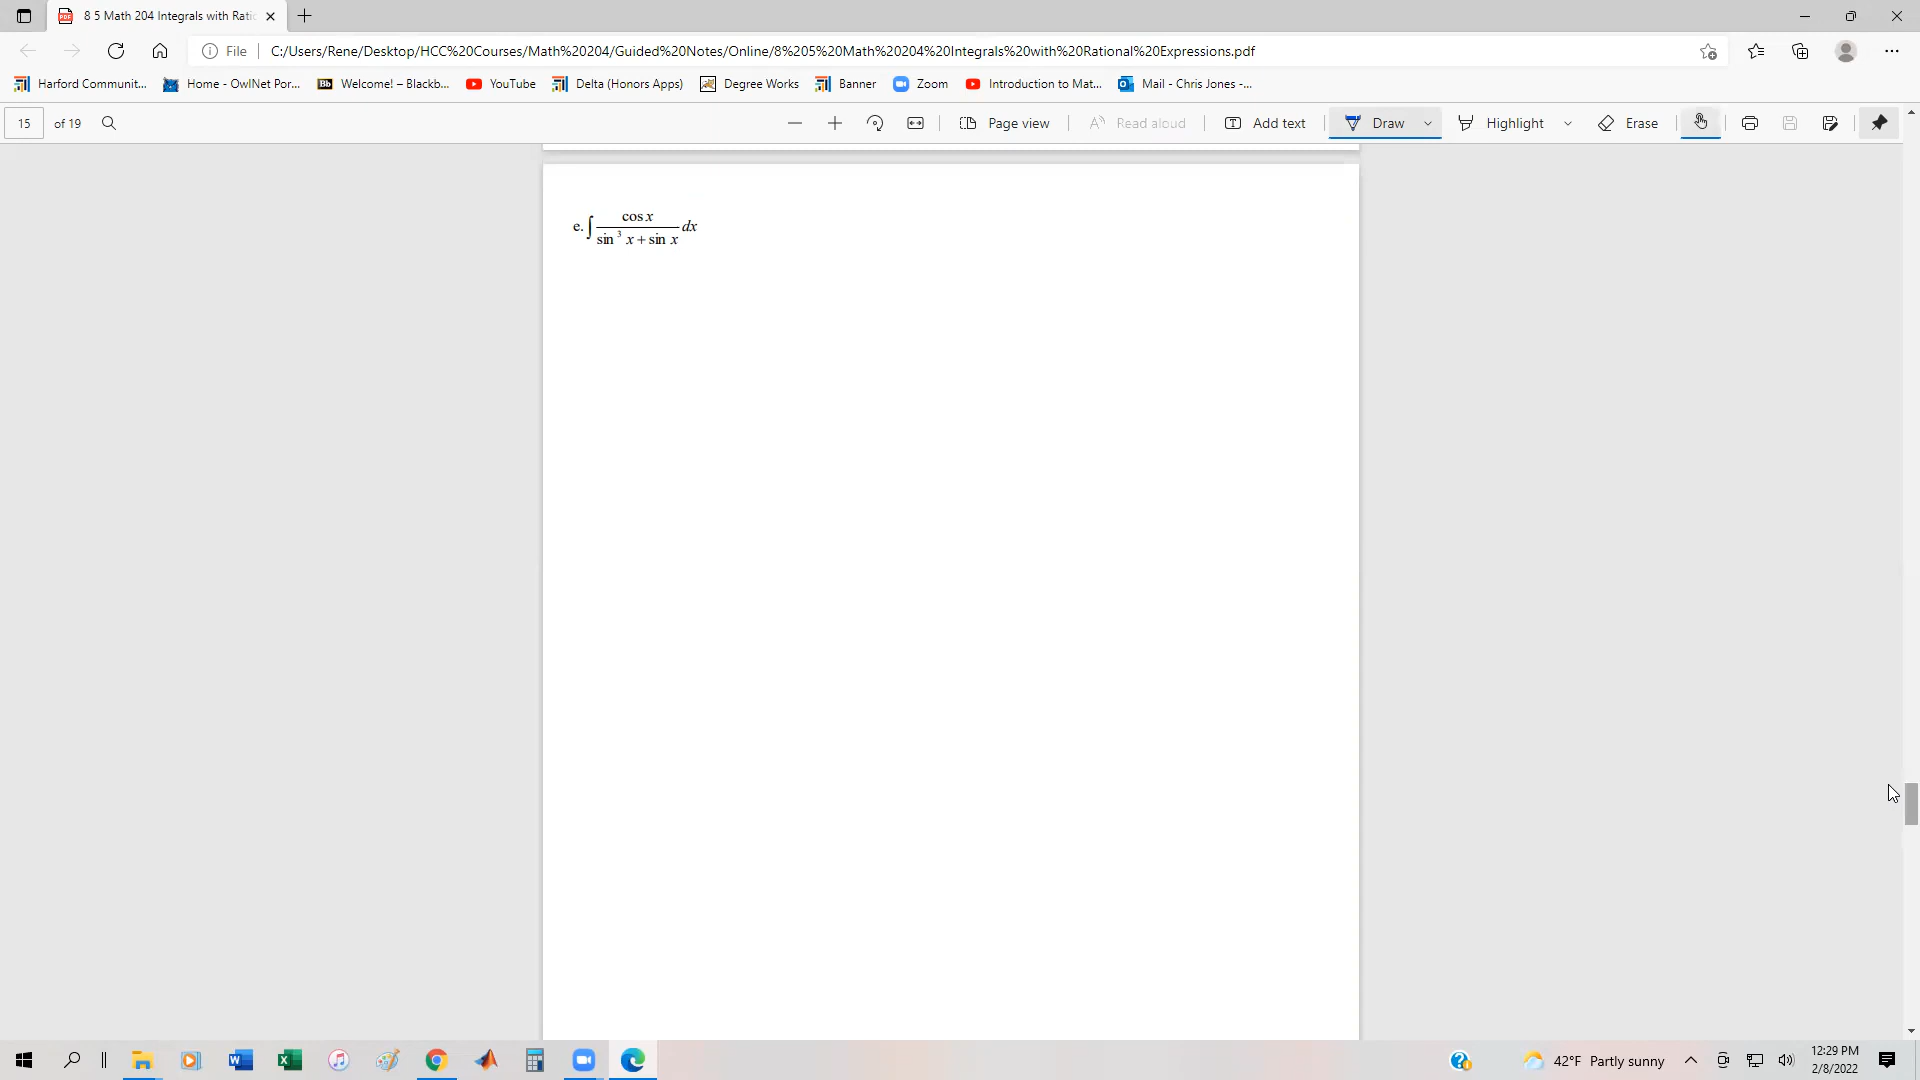 8 5 Math 204 Integrals with Rati
File C:/Users/Rene/Desktop/HCC%20Courses/Math%20204/Guided%20Notes/Online/8%205%20Math%20204%20Integrals%20with%20Rational%20Expressions.pdf
Harford Communit... Home - OwlNet Por... Bb Welcome! – Blackb... YouTube Delta (Honors Apps) Degree Works Banner Zoom Introduction to Mat... Mail - Chris Jones -...
15 of 19 Page view Read aloud Add text Draw Highlight Erase
e. ∫ cos x / (sin³ x + sin x) dx
42°F Partly sunny 12:29 PM
2/8/2022